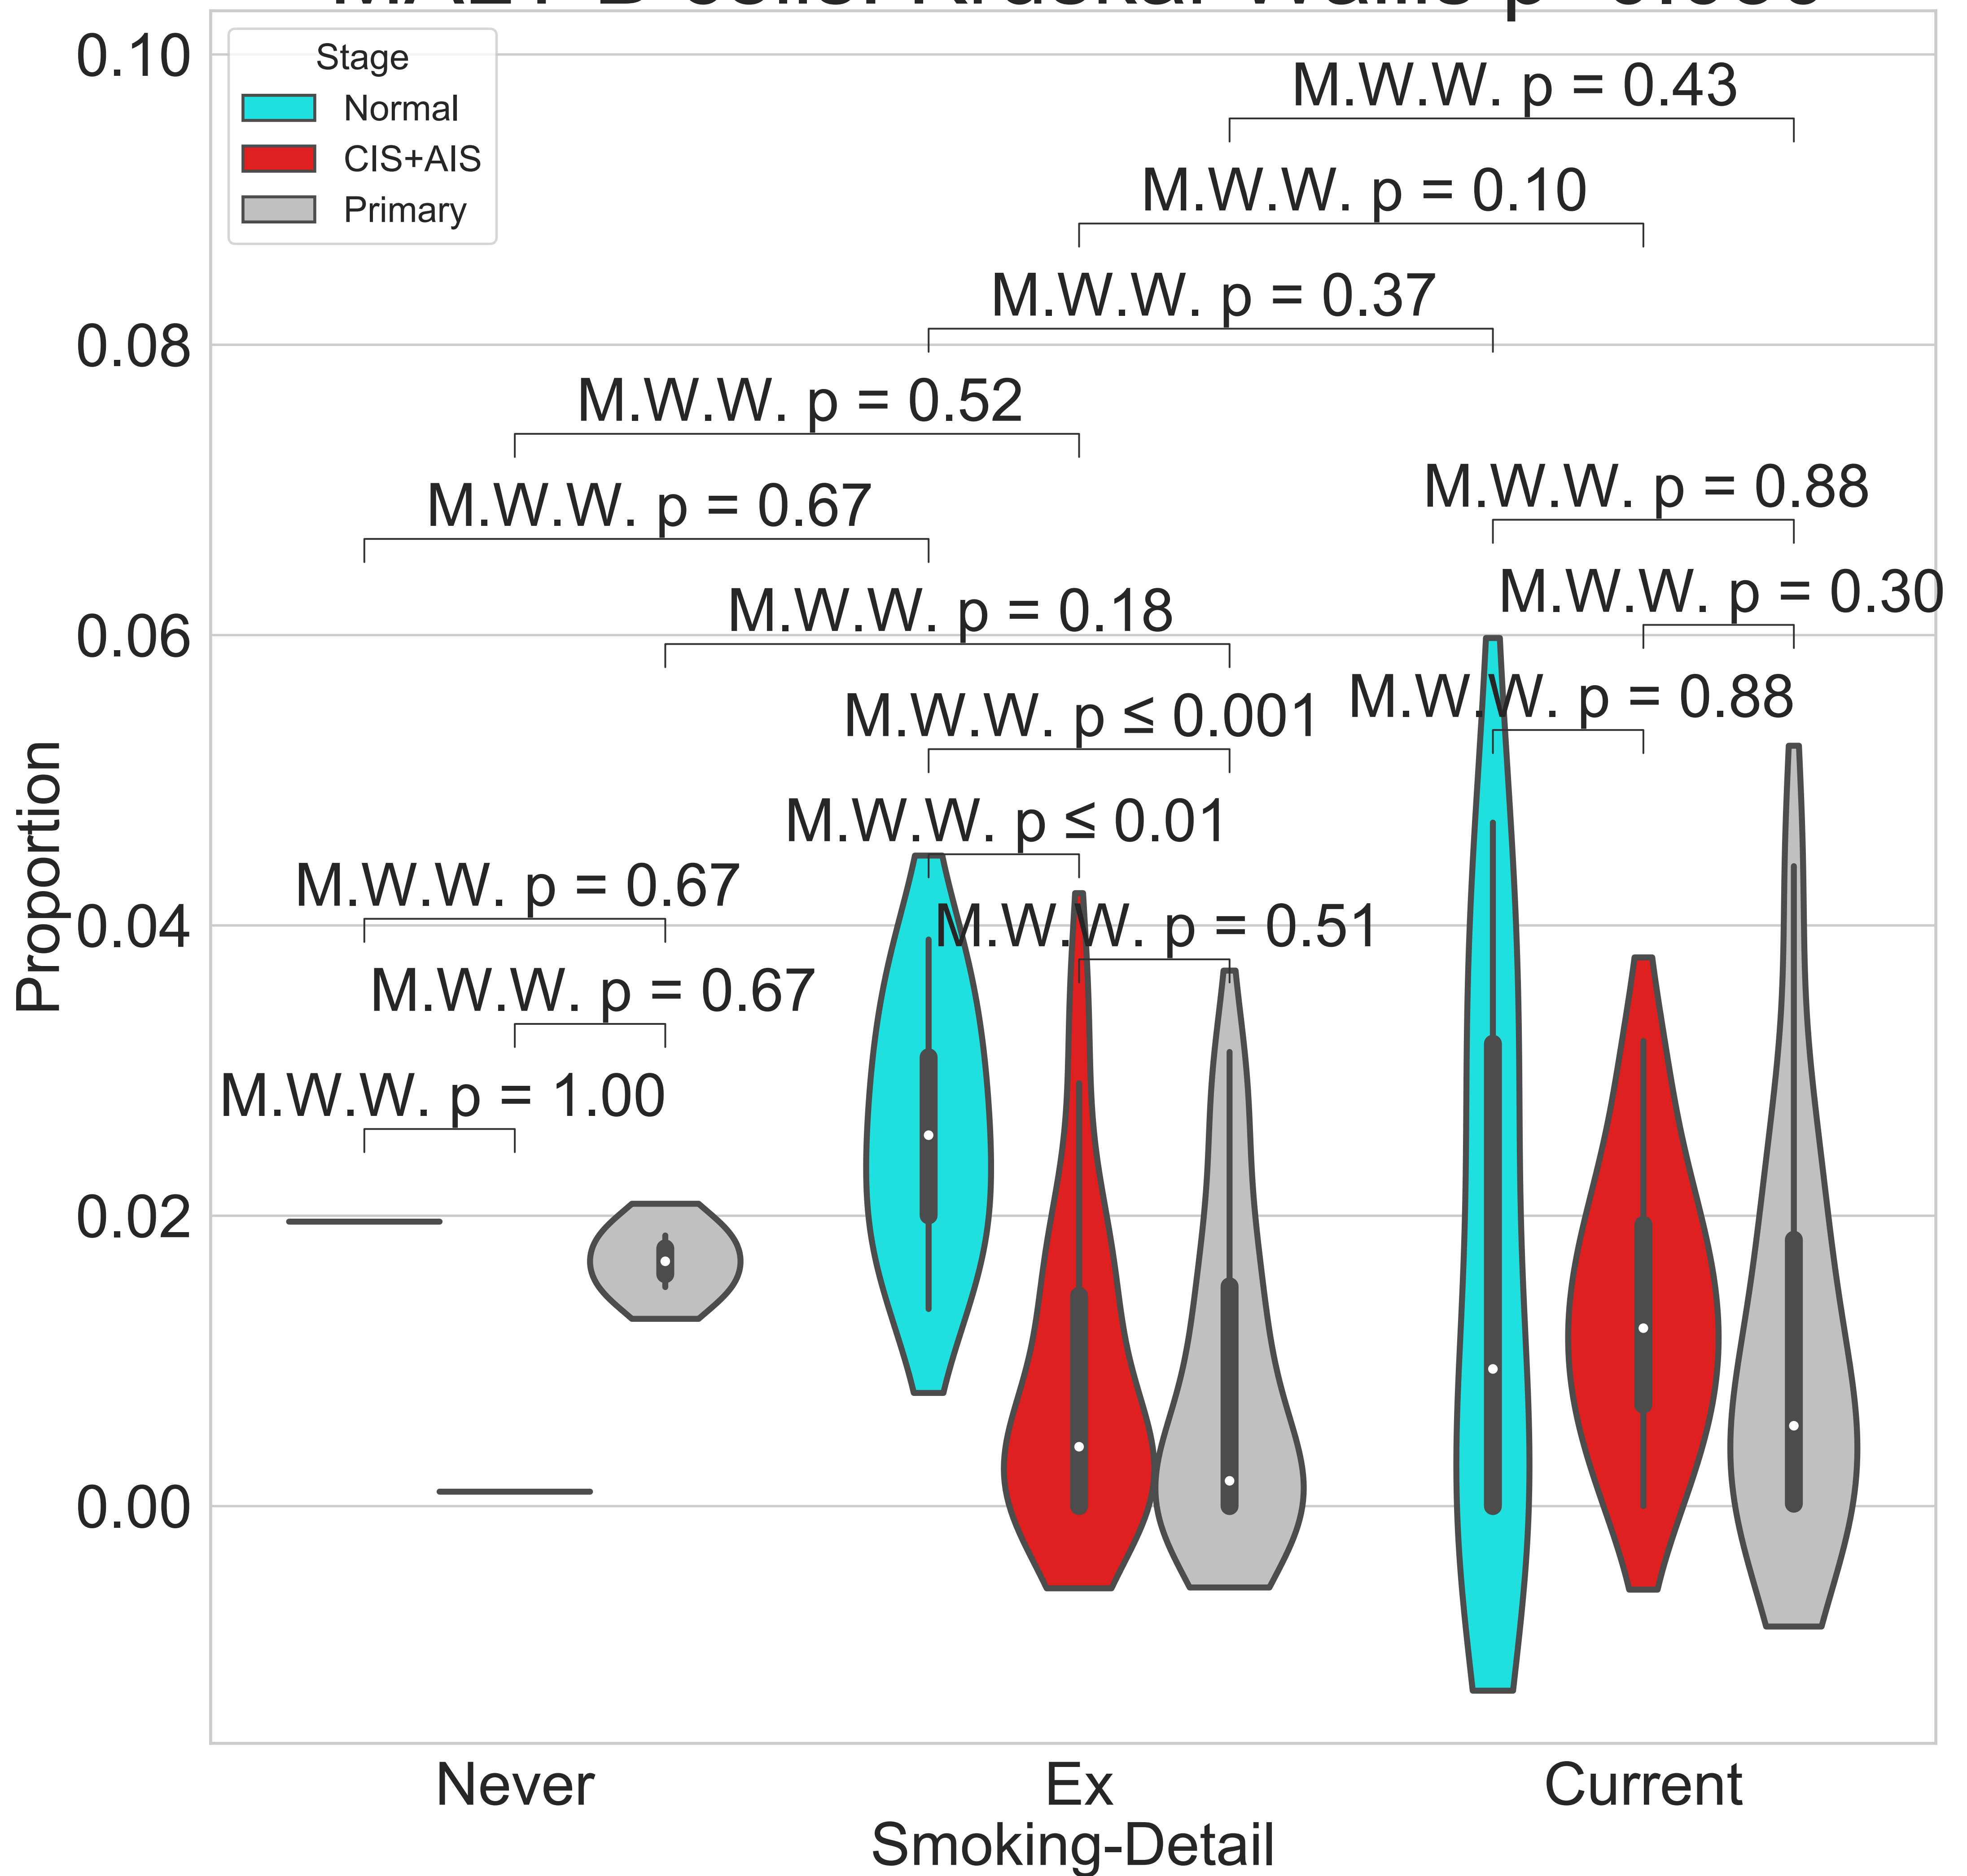 0.10
Stage
Normal
CIS+AIS
Primary
M.W.W. p = 0.43
M.W.W. p = 0.10
M.W.W. p = 0.37
0.08
M.W.W. p = 0.52
M.W.W. p = 0.67
M.W.W. p = 0.88
M.W.W. p = 0.18
M.W.W. p = 0.30
0.06
M.W.W. p ≤ 0.001
M.W.W. p = 0.88
M.W.W. p ≤ 0.01
M.W.W. p = 0.67
M.W.W. p = 0.51
0.04
Proportion
M.W.W. p = 0.67
M.W.W. p = 1.00
0.02
0.00
Never
Ex
Current
Smoking-Detail